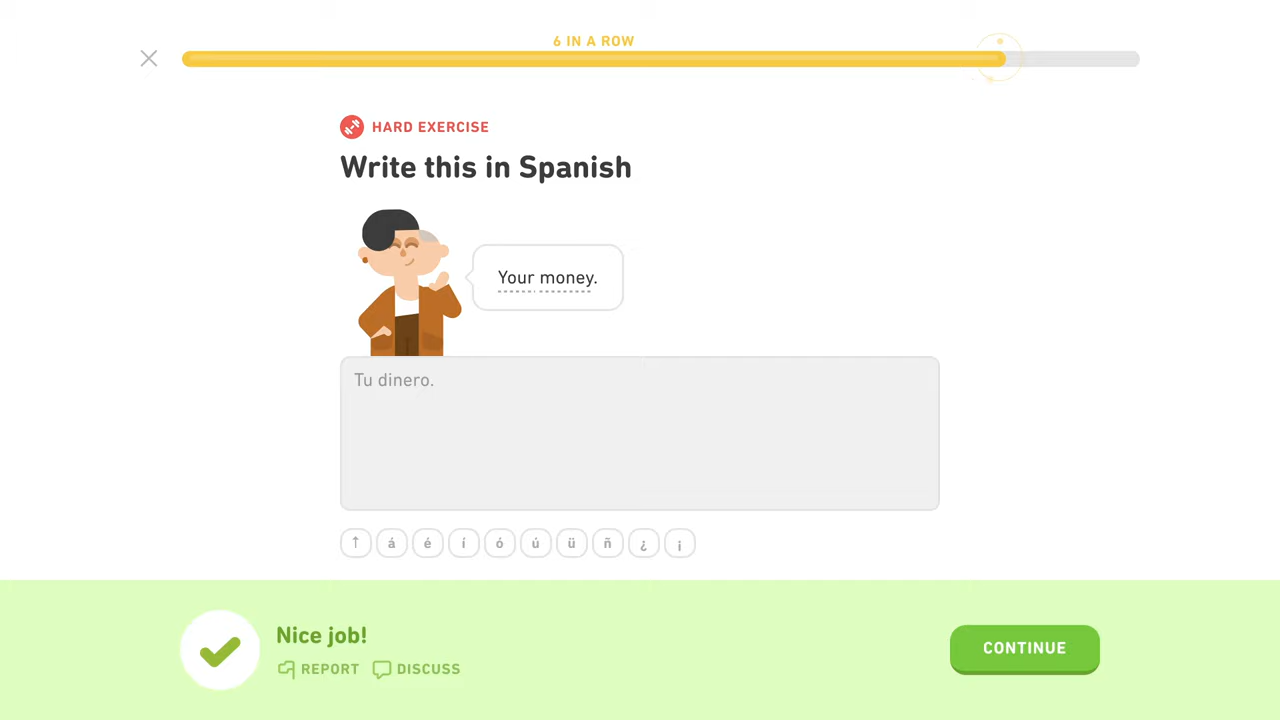 6 IN A ROW
HARD EXERCISE
Write this in Spanish
Your money.
Tu dinero.
↑ á é í ó ú ü ñ ¿ ¡
Nice job!
REPORT DISCUSS
CONTINUE